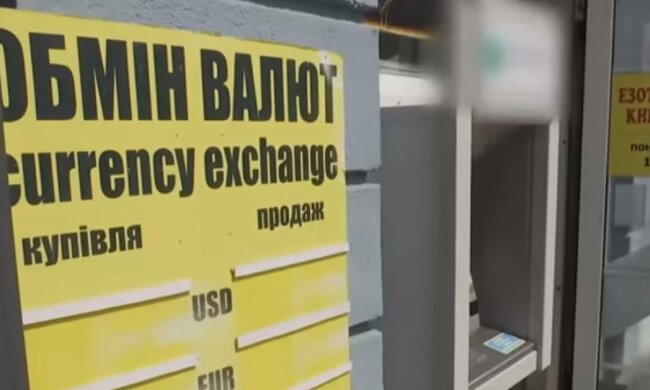 ОБМІН ВАЛЮТ
currency exchange
купівля продаж
USD
EUR